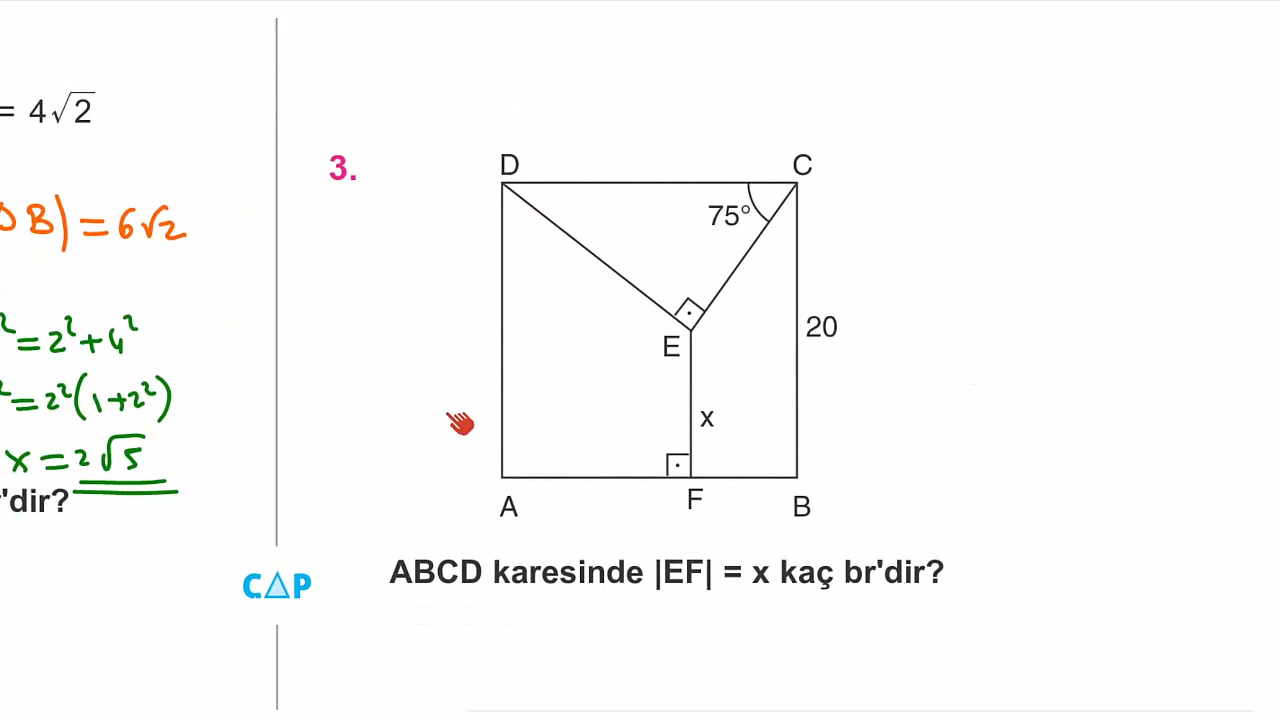 = 4√2
DB) = 6√2
² = 2² + 4²
² = 2²(1+2²)
x = 2√5
'dir?
CAP
3.
D
C
75°
20
E
x
A
F
B
ABCD karesinde |EF| = x kaç br'dir?